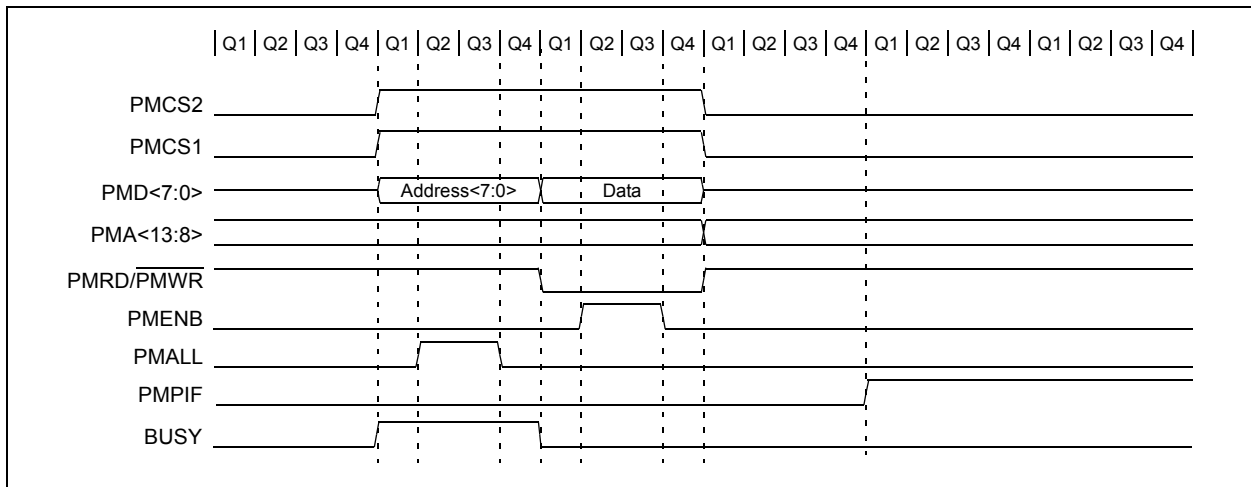 Q1 Q2 Q3 Q4 Q1 Q2 Q3 Q4 Q1 Q2 Q3 Q4 Q1 Q2 Q3 Q4 Q1 Q2 Q3 Q4 Q1 Q2 Q3 Q4
PMCS2
PMCS1
PMD<7:0> Address<7:0> Data
PMA<13:8>
PMRD/PMWR
PMENB
PMALL
PMPIF
BUSY